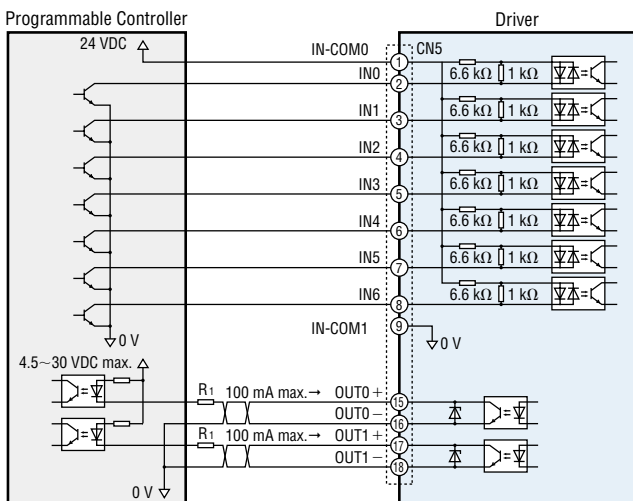 Programmable Controller
Driver
24 VDC
IN-COM0
CN5
1
6.6 kΩ 1 kΩ
IN0
2
IN1
3
6.6 kΩ 1 kΩ
IN2
4
6.6 kΩ 1 kΩ
IN3
5
6.6 kΩ 1 kΩ
IN4
6
6.6 kΩ 1 kΩ
IN5
7
6.6 kΩ 1 kΩ
IN6
8
6.6 kΩ 1 kΩ
IN-COM1
9
0 V
0 V
4.5~30 VDC max.
R1 100 mA max.→ OUT0+
15
OUT0−
16
R1 100 mA max.→ OUT1+
17
OUT1−
18
0 V